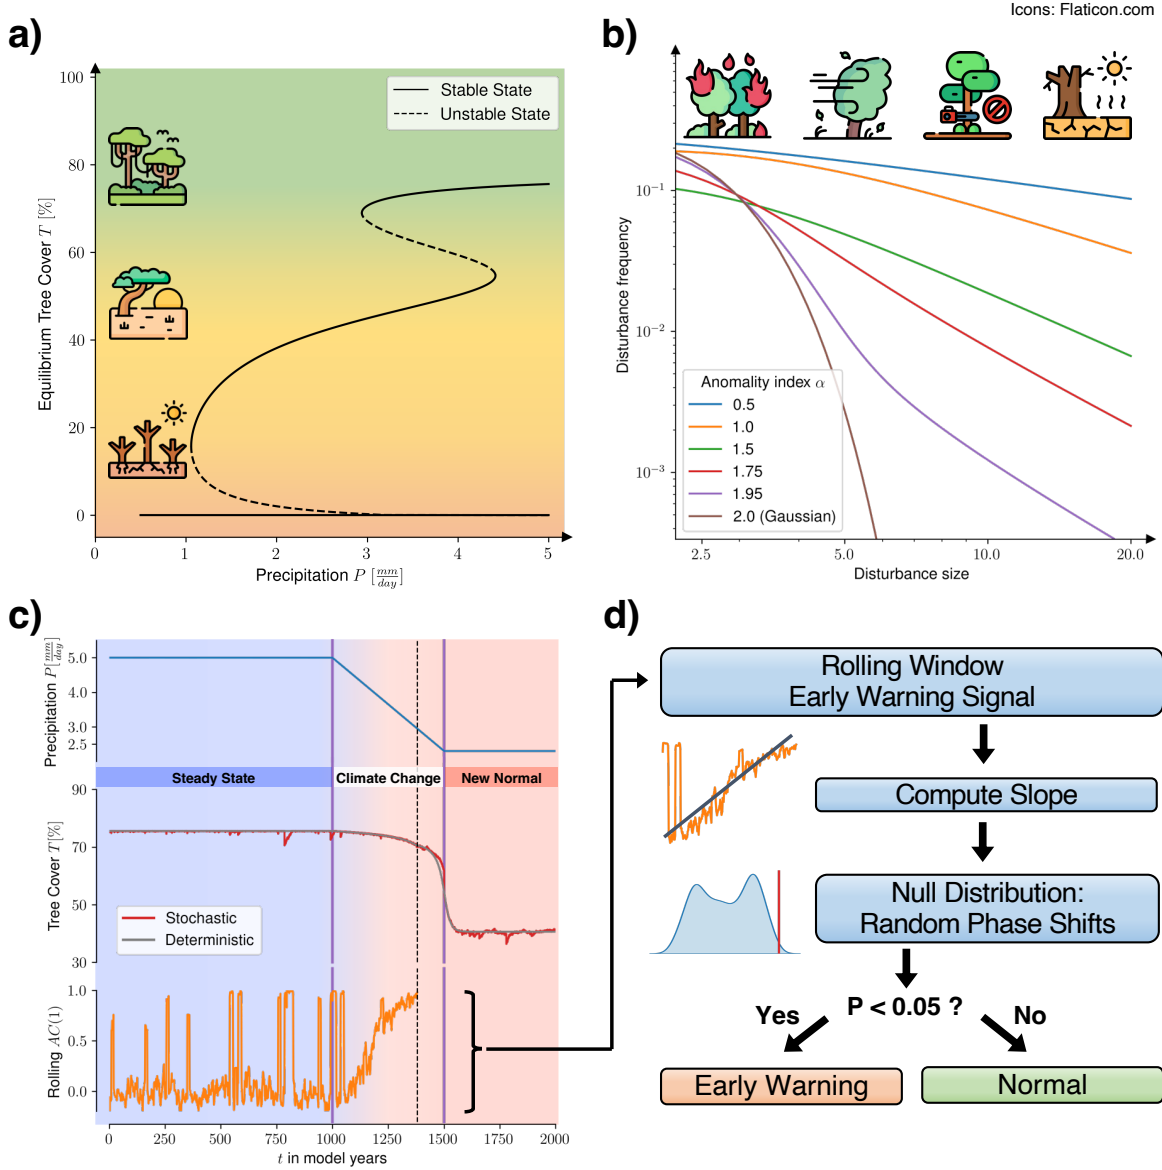 Icons: Flaticon.com
a)
100
80
60
40
20
0
Equilibrium Tree Cover T [%]
Stable State
Unstable State
0 1 2 3 4 5
Precipitation P [mm/day]
b)
10⁻¹
10⁻²
10⁻³
Disturbance frequency
Anomality index α
0.5
1.0
1.5
1.75
1.95
2.0 (Gaussian)
2.5 5.0 10.0 20.0
Disturbance size
c)
Precipitation P[mm/day]
5.0
4.0
3.0
2.5
Steady State Climate Change New Normal
Tree Cover T[%]
90
70
50
30
Stochastic
Deterministic
Rolling AC(1)
1.0
0.5
0.0
0 250 500 750 1000 1250 1500 1750 2000
t in model years
d)
Rolling Window
Early Warning Signal
Compute Slope
Null Distribution:
Random Phase Shifts
P < 0.05 ?
Yes No
Early Warning Normal